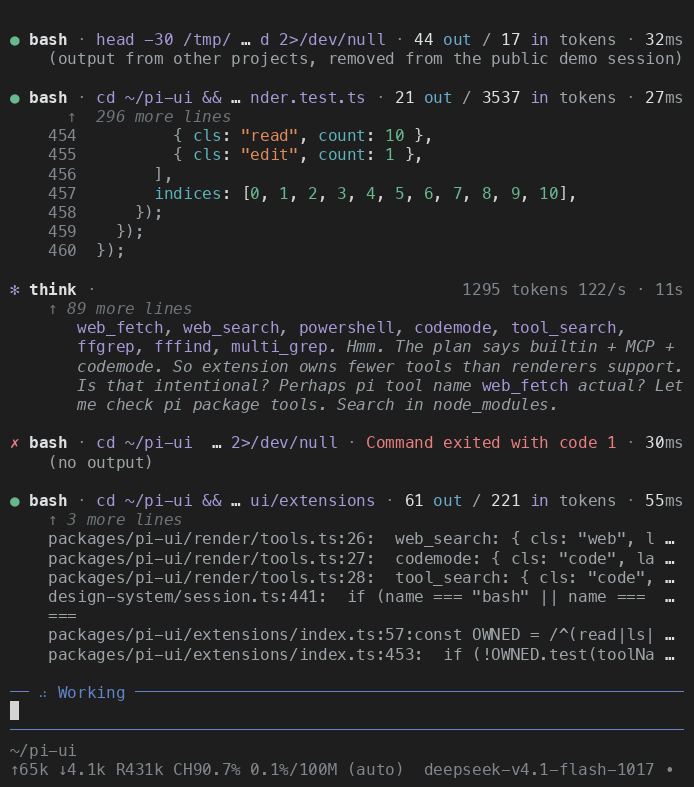 ● bash · head -30 /tmp/ … d 2>/dev/null · 44 out / 17 in tokens · 32ms
(output from other projects, removed from the public demo session)
● bash · cd ~/pi-ui && … nder.test.ts · 21 out / 3537 in tokens · 27ms
↑ 296 more lines
454 { cls: "read", count: 10 },
455 { cls: "edit", count: 1 },
456 ],
457 indices: [0, 1, 2, 3, 4, 5, 6, 7, 8, 9, 10],
458 });
459 });
460 });
✻ think · 1295 tokens 122/s · 11s
↑ 89 more lines
web_fetch, web_search, powershell, codemode, tool_search,
ffgrep, fffind, multi_grep. Hmm. The plan says builtin + MCP +
codemode. So extension owns fewer tools than renderers support.
Is that intentional? Perhaps pi tool name web_fetch actual? Let
me check pi package tools. Search in node_modules.
✗ bash · cd ~/pi-ui … 2>/dev/null · Command exited with code 1 · 30ms
(no output)
● bash · cd ~/pi-ui && … ui/extensions · 61 out / 221 in tokens · 55ms
↑ 3 more lines
packages/pi-ui/render/tools.ts:26: web_search: { cls: "web", l …
packages/pi-ui/render/tools.ts:27: codemode: { cls: "code", la …
packages/pi-ui/render/tools.ts:28: tool_search: { cls: "code", …
design-system/session.ts:441: if (name === "bash" || name === …
===
packages/pi-ui/extensions/index.ts:57:const OWNED = /^(read|ls| …
packages/pi-ui/extensions/index.ts:453: if (!OWNED.test(toolNa …
Working
~/pi-ui
↑65k ↓4.1k R431k CH90.7% 0.1%/100M (auto) deepseek-v4.1-flash-1017 •